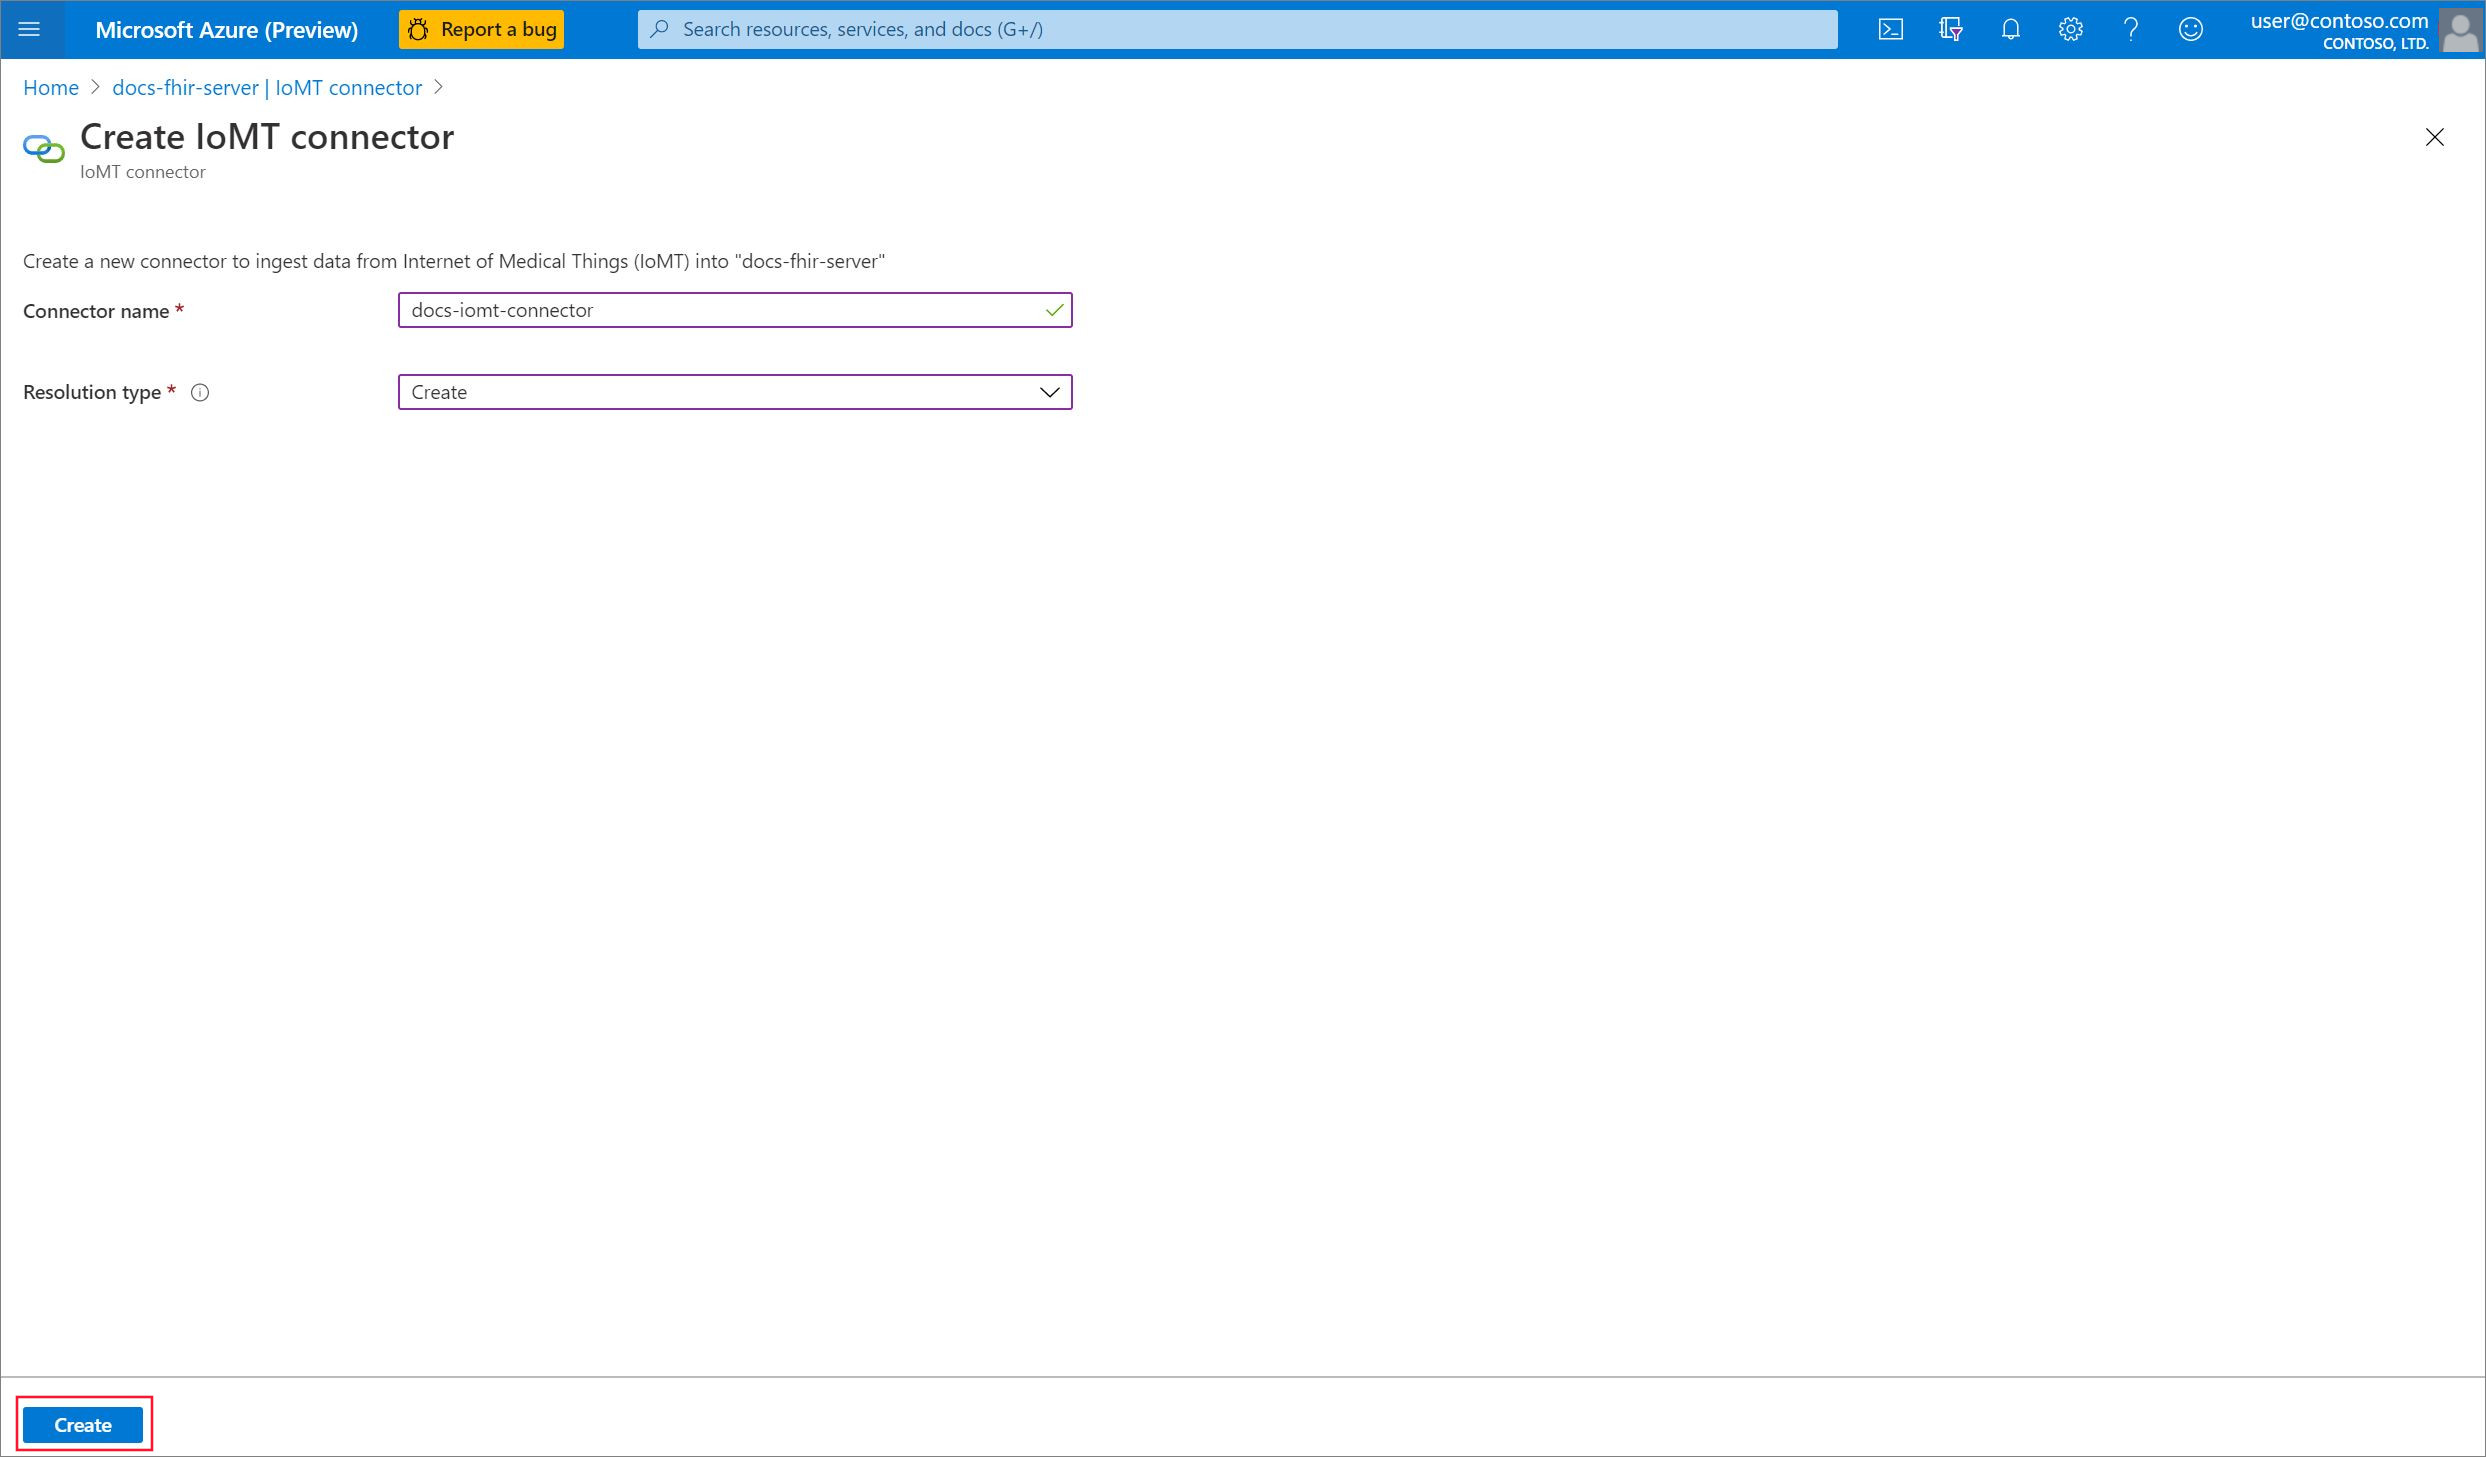 Microsoft Azure (Preview)
Report a bug
Search resources, services, and docs (G+/)
user@contoso.com
CONTOSO, LTD.
Home > docs-fhir-server | IoMT connector >
Create IoMT connector
IoMT connector
Create a new connector to ingest data from Internet of Medical Things (IoMT) into "docs-fhir-server"
Connector name * docs-iomt-connector
Resolution type * Create
Create